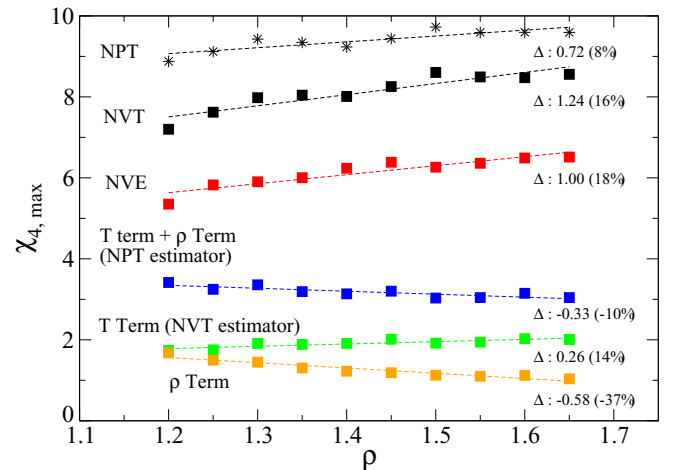 10
8
6
4
2
0
χ4, max
NPT
Δ : 0.72 (8%)
NVT
Δ : 1.24 (16%)
NVE
Δ : 1.00 (18%)
T term + ρ Term
(NPT estimator)
Δ : -0.33 (-10%)
T Term (NVT estimator)
Δ : 0.26 (14%)
ρ Term
Δ : -0.58 (-37%)
1.1 1.2 1.3 1.4 1.5 1.6 1.7
ρ